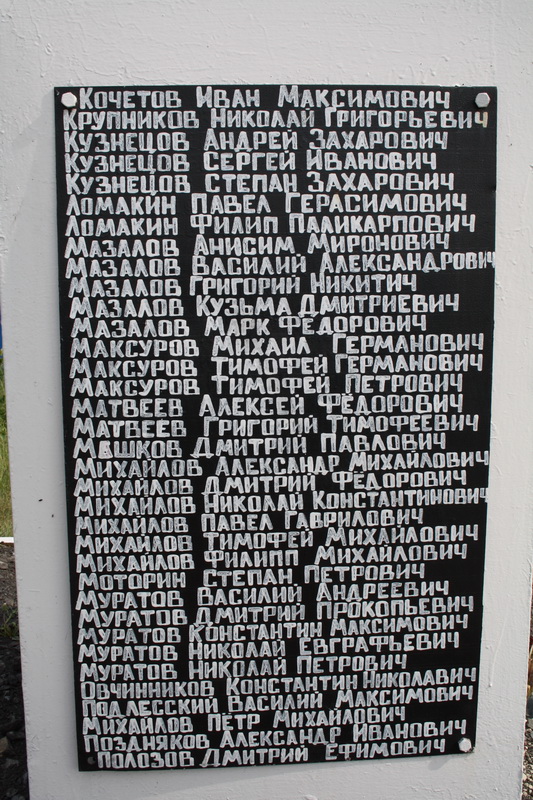 Кочетов Иван Максимович
Крупников Николай Григорьевич
Кузнецов Андрей Захарович
Кузнецов Сергей Иванович
Кузнецов Степан Захарович
Ломакин Павел Герасимович
Ломакин Филип Паликарпович
Мазалов Анисим Миронович
Мазалов Василий Александрович
Мазалов Григорий Никитич
Мазалов Кузьма Дмитриевич
Мазалов Марк Фёдорович
Максуров Михаил Германович
Максуров Тимофей Германович
Максуров Тимофей Петрович
Матвеев Алексей Фёдорович
Матвеев Григорий Тимофеевич
Машков Дмитрий Павлович
Михайлов Александр Михайлович
Михайлов Дмитрий Федорович
Михайлов Николай Константинович
Михайлов Павел Гаврилович
Михайлов Тимофей Михайлович
Михайлов Филипп Михайлович
Моторин Степан Петрович
Муратов Василий Андреевич
Муратов Дмитрий Прокопьевич
Муратов Константин Максимович
Муратов Николай Евграфьевич
Муратов Николай Петрович
Овчинников Константин Николавич
Подлесский Василий Максимович
Михайлов Петр Михайлович
Поздняков Александр Иванович
Полозов Дмитрий Ефимович